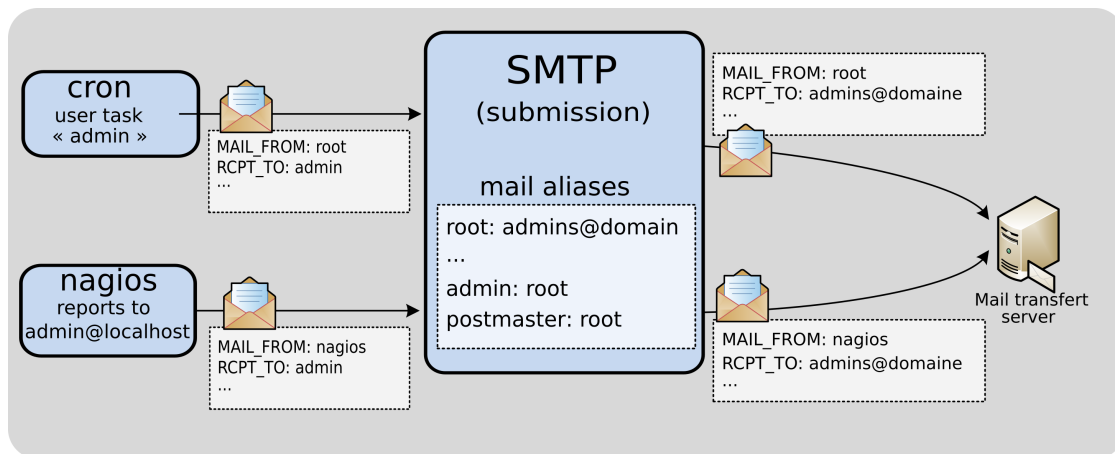 cron
user task
« admin »
MAIL_FROM: root
RCPT_TO: admin
...
nagios
reports to
admin@localhost
MAIL_FROM: nagios
RCPT_TO: admin
...
SMTP
(submission)
mail aliases
root: admins@domain
...
admin: root
postmaster: root
MAIL_FROM: root
RCPT_TO: admins@domaine
...
MAIL_FROM: nagios
RCPT_TO: admins@domaine
...
Mail transfert
server